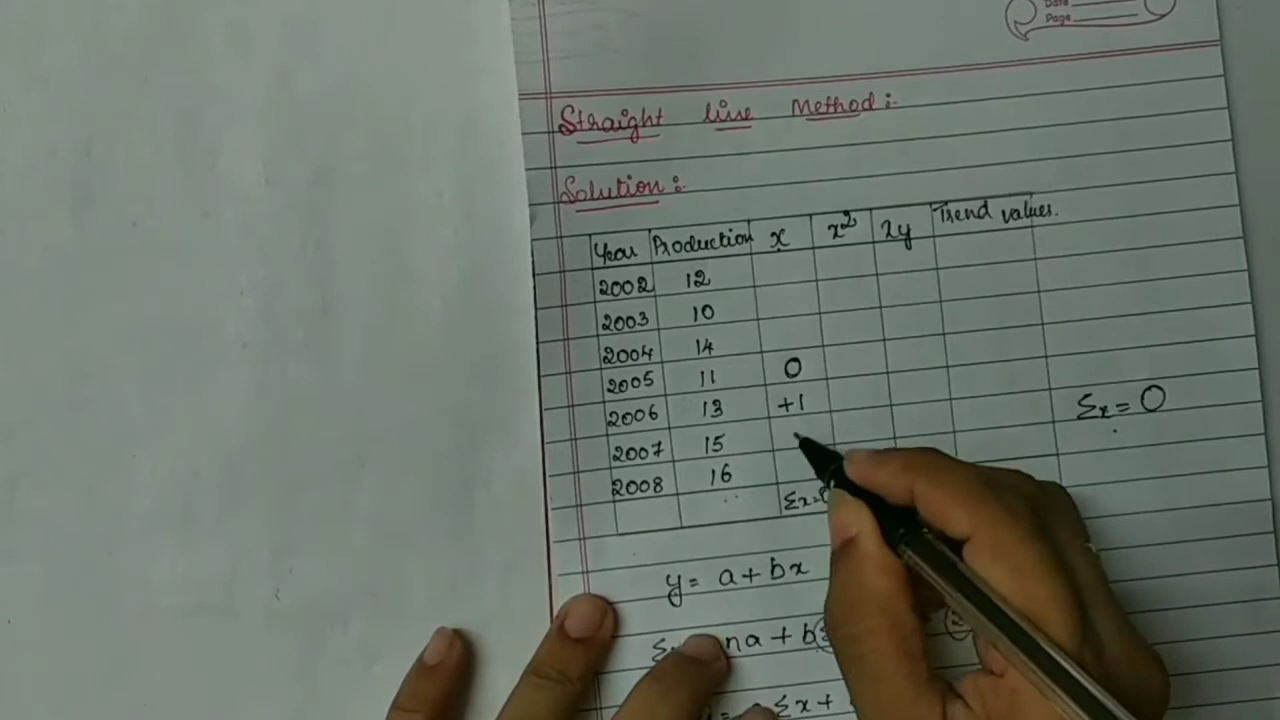 Date
Page
Straight line Method :-
Solution :
Year Production x x² xy Trend values.
2002 12
2003 10
2004 14
2005 11 0
2006 13 +1
2007 15
2008 16
Σx = 0
Σx=
y = a + bx
na + b
Σx +